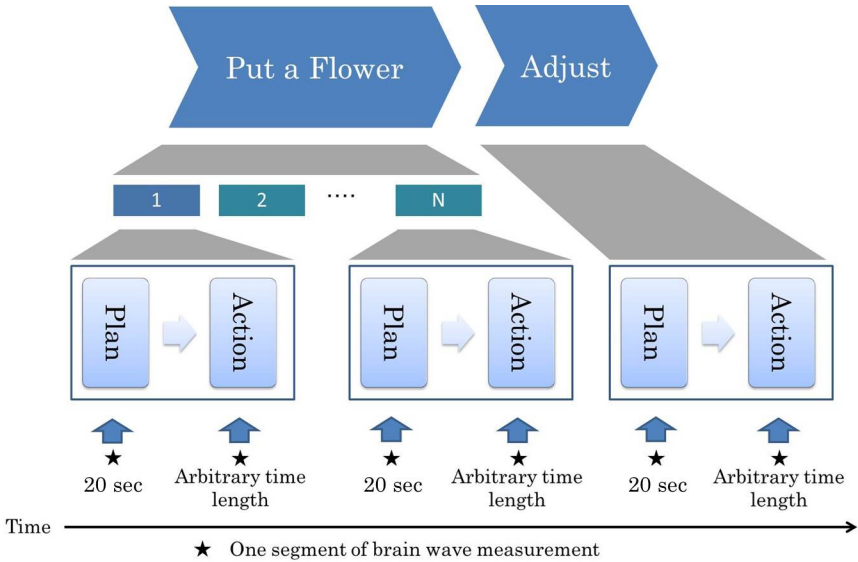 Put a Flower
Adjust
1
2
....
N
Plan
Action
Plan
Action
Plan
Action
★
★
★
★
★
★
20 sec
Arbitrary time
length
20 sec
Arbitrary time
length
20 sec
Arbitrary time
length
Time
★ One segment of brain wave measurement